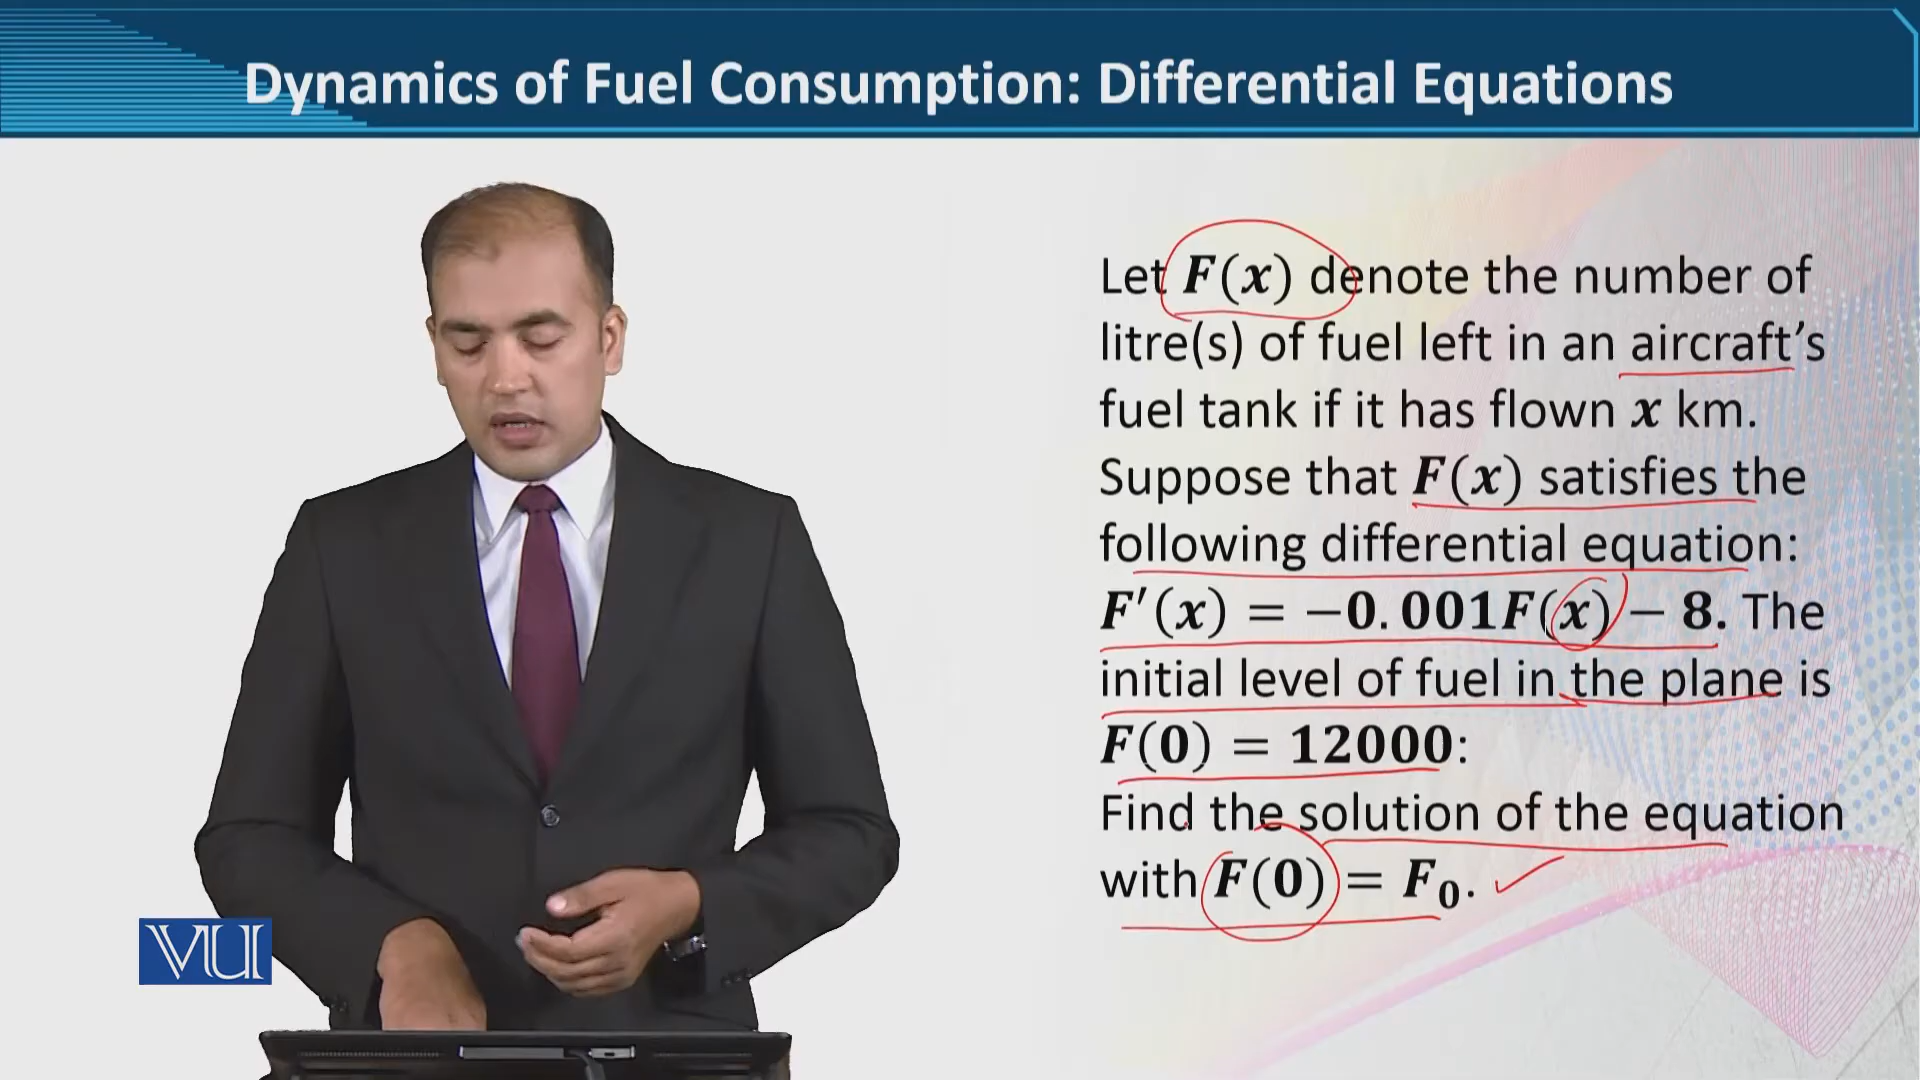 Dynamics of Fuel Consumption: Differential Equations
Let F(x) denote the number of
litre(s) of fuel left in an aircraft's
fuel tank if it has flown x km.
Suppose that F(x) satisfies the
following differential equation:
F′(x) = −0.001F(x) − 8. The
initial level of fuel in the plane is
F(0) = 12000:
Find the solution of the equation
with F(0) = F₀.
VU